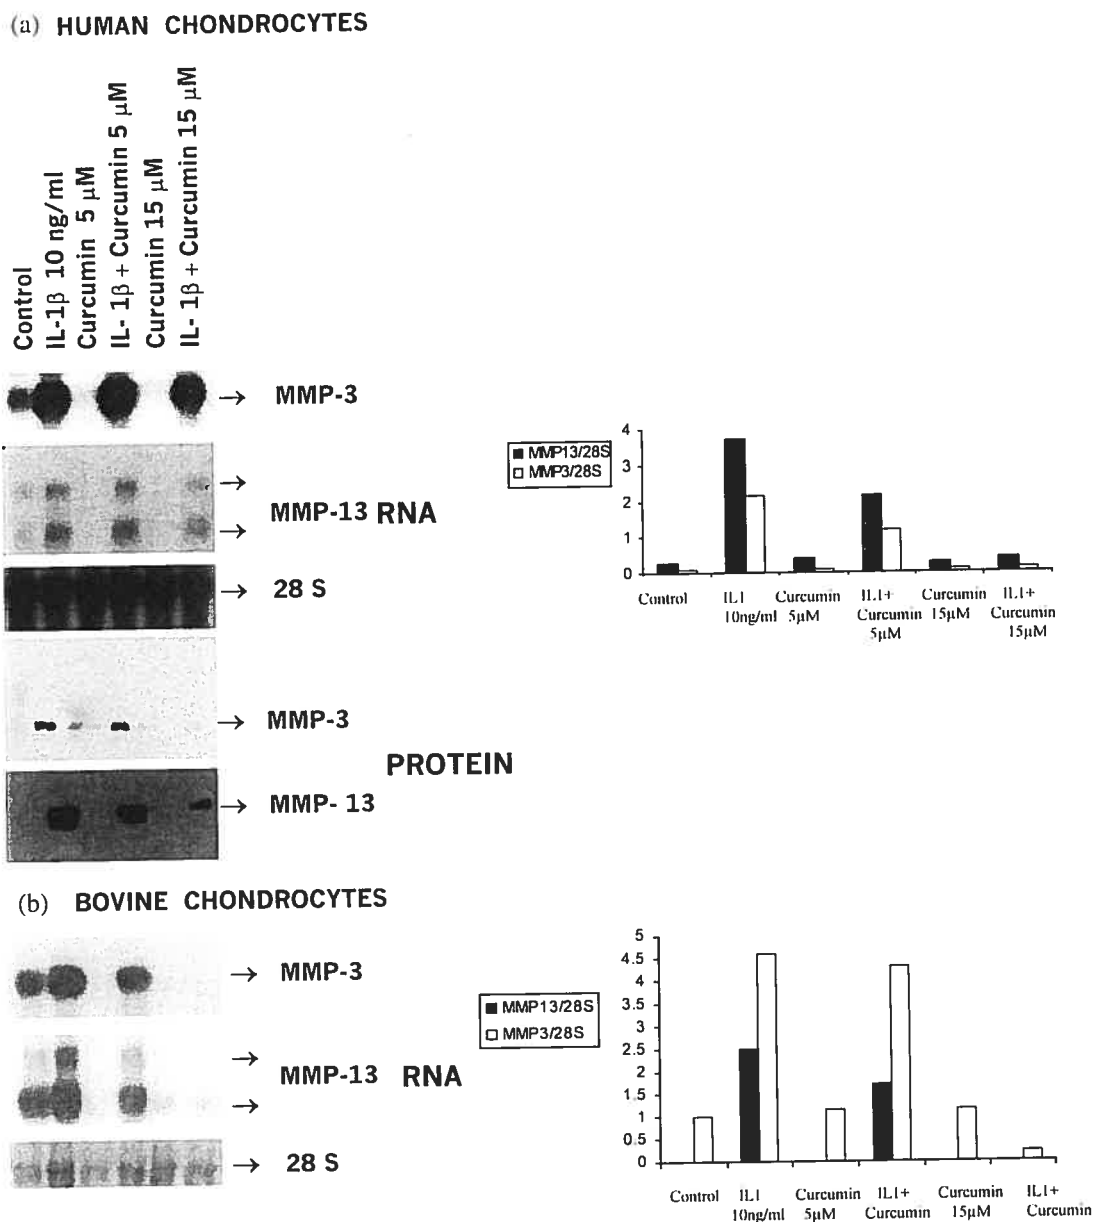 (a) HUMAN CHONDROCYTES
Control
IL-1β 10 ng/ml
Curcumin 5 µM
IL- 1β + Curcumin 5 µM
Curcumin 15 µM
IL- 1β + Curcumin 15 µM
→ MMP-3
→
MMP-13 RNA
→
→ 28 S
→ MMP-3
PROTEIN
→ MMP- 13
MMP13/28S
MMP3/28S
4
3
2
1
0
Control
IL1
10ng/ml
Curcumin
5µM
IL1+
Curcumin
5µM
Curcumin
15µM
IL1+
Curcumin
15µM
(b) BOVINE CHONDROCYTES
→ MMP-3
→
MMP-13 RNA
→
→ 28 S
MMP13/28S
MMP3/28S
5
4.5
4
3.5
3
2.5
2
1.5
1
0.5
0
Control
IL1
10ng/ml
Curcumin
5µM
IL1+
Curcumin
Curcumin
15µM
IL1+
Curcumin